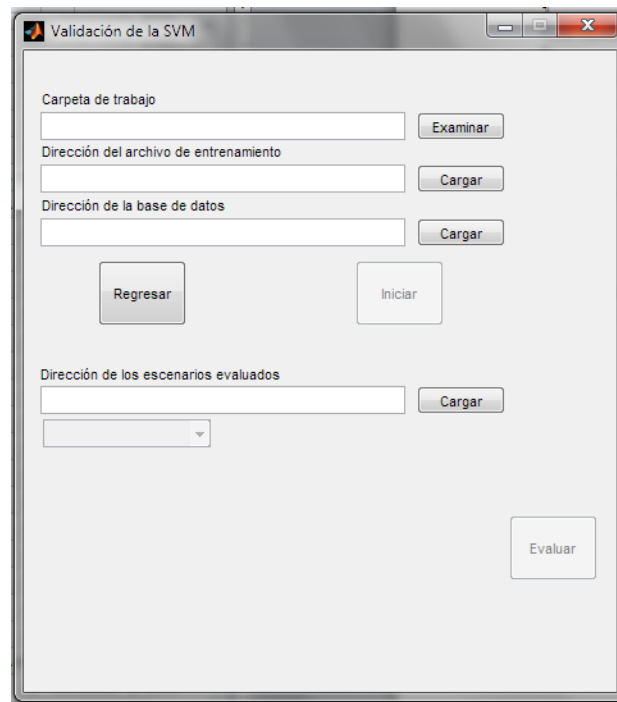 Validación de la SVM
Carpeta de trabajo
Examinar
Dirección del archivo de entrenamiento
Cargar
Dirección de la base de datos
Cargar
Regresar
Iniciar
Dirección de los escenarios evaluados
Cargar
Evaluar